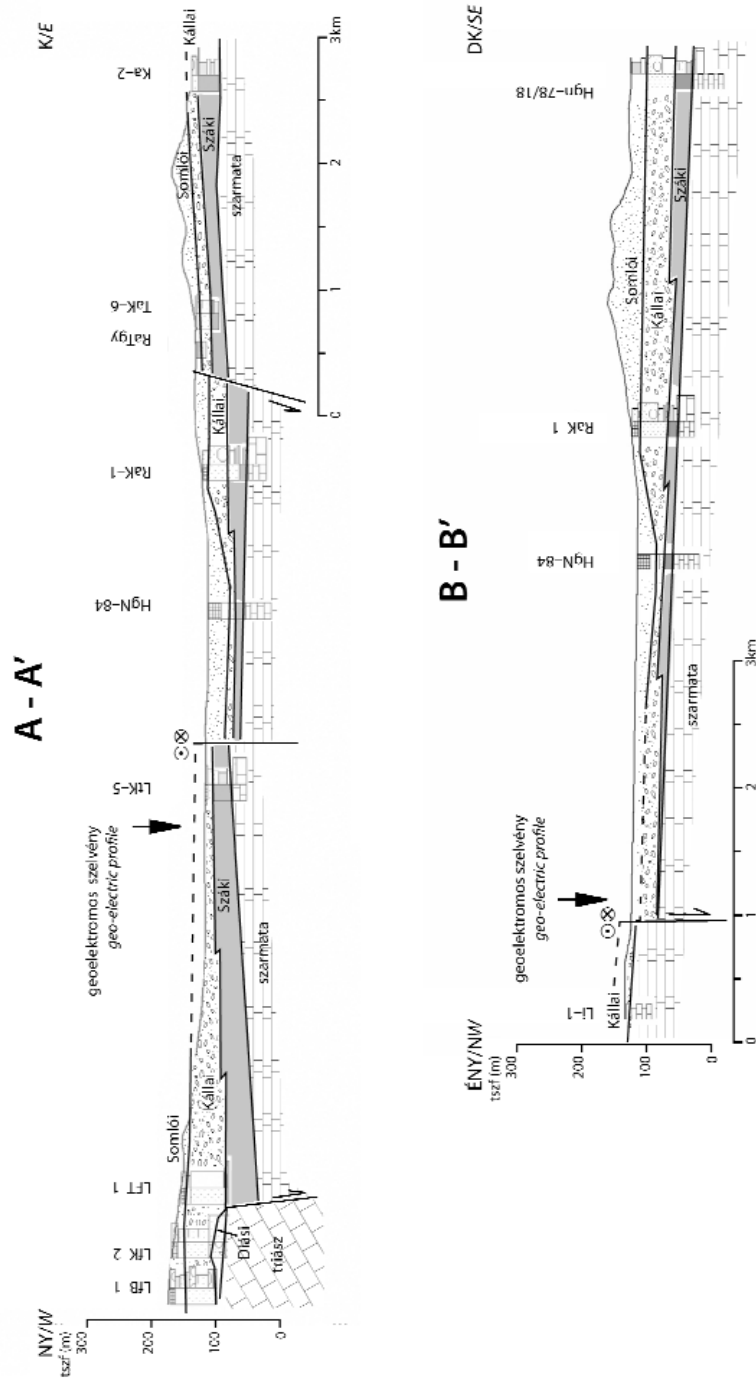 A - A′
NY/W
tszf (m)
300
200
100
0
K/E
LfB 1
LfK 2
LFT 1
geoelektromos szelvény
geo-electric profile
LtK–5
HgN–84
RaK–1
RaTgy
TaK–6
Ka–2
Somlói
Kállai
Diási
triász
Száki
szarmata
Kállai
Somlói
Száki
szarmata
Kállai
0
1
2
3km
B - B′
ÉNY/NW
tszf (m)
300
200
100
0
DK/SE
Li–1
Kállai
geoelektromos szelvény
geo-electric profile
HgN–84
RaK 1
Hgn–78/18
Somlói
Kállai
Száki
szarmata
0
1
2
3km